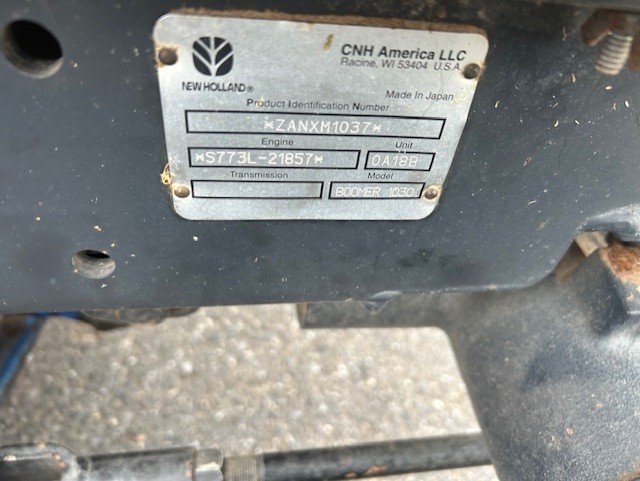 NEW HOLLAND®
CNH America LLC
Racine, WI 53404 U.S.A.
Made in Japan
Product Identification Number
*ZANXM1037*
Engine
Unit
*S773L-21857*
0A18B
Transmission
Model
BOOMER 1030